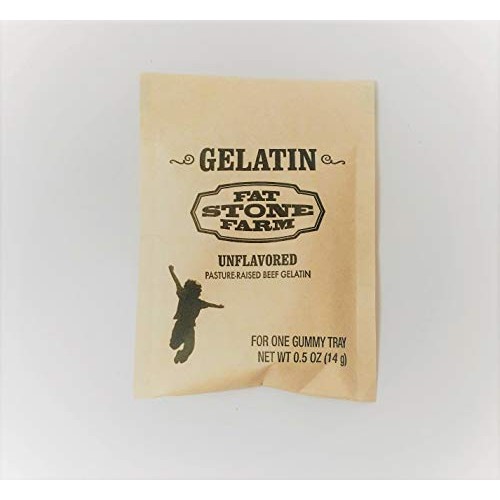 GELATIN
FAT
STONE
FARM
UNFLAVORED
PASTURE-RAISED BEEF GELATIN
FOR ONE GUMMY TRAY
NET WT 0.5 OZ (14 g)